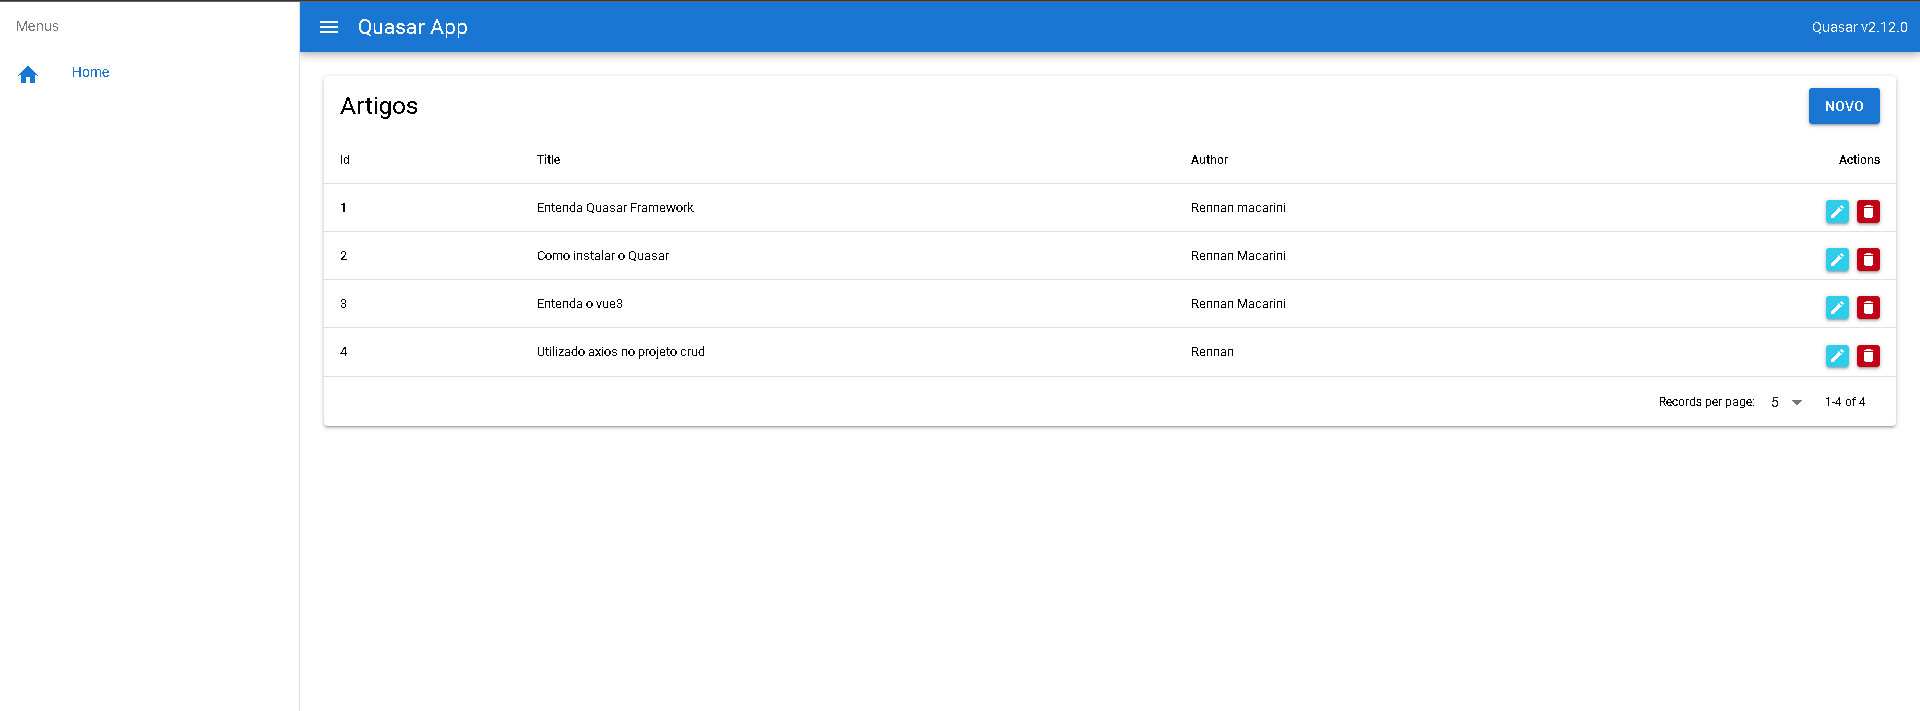 Menus
Home
Quasar App
Quasar v2.12.0
Artigos
NOVO
Id Title Author Actions
1 Entenda Quasar Framework Rennan macarini
2 Como instalar o Quasar Rennan Macarini
3 Entenda o vue3 Rennan Macarini
4 Utilizado axios no projeto crud Rennan
Records per page: 5 1-4 of 4